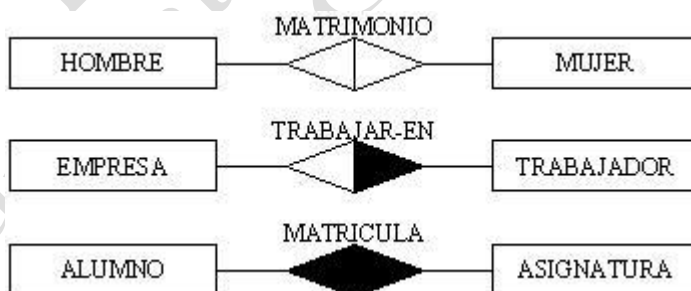 MATRIMONIO
HOMBRE MUJER
TRABAJAR-EN
EMPRESA TRABAJADOR
MATRICULA
ALUMNO ASIGNATURA